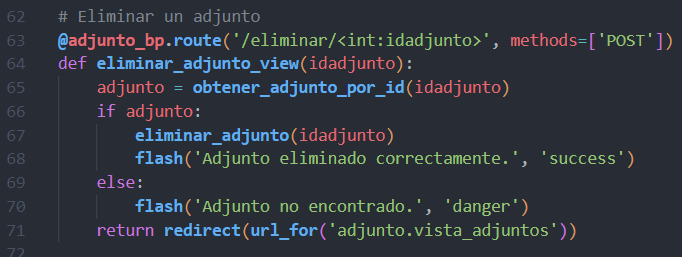 62 # Eliminar un adjunto
63 @adjunto_bp.route('/eliminar/<int:idadjunto>', methods=['POST'])
64 def eliminar_adjunto_view(idadjunto):
65     adjunto = obtener_adjunto_por_id(idadjunto)
66     if adjunto:
67         eliminar_adjunto(idadjunto)
68         flash('Adjunto eliminado correctamente.', 'success')
69     else:
70         flash('Adjunto no encontrado.', 'danger')
71     return redirect(url_for('adjunto.vista_adjuntos'))
72